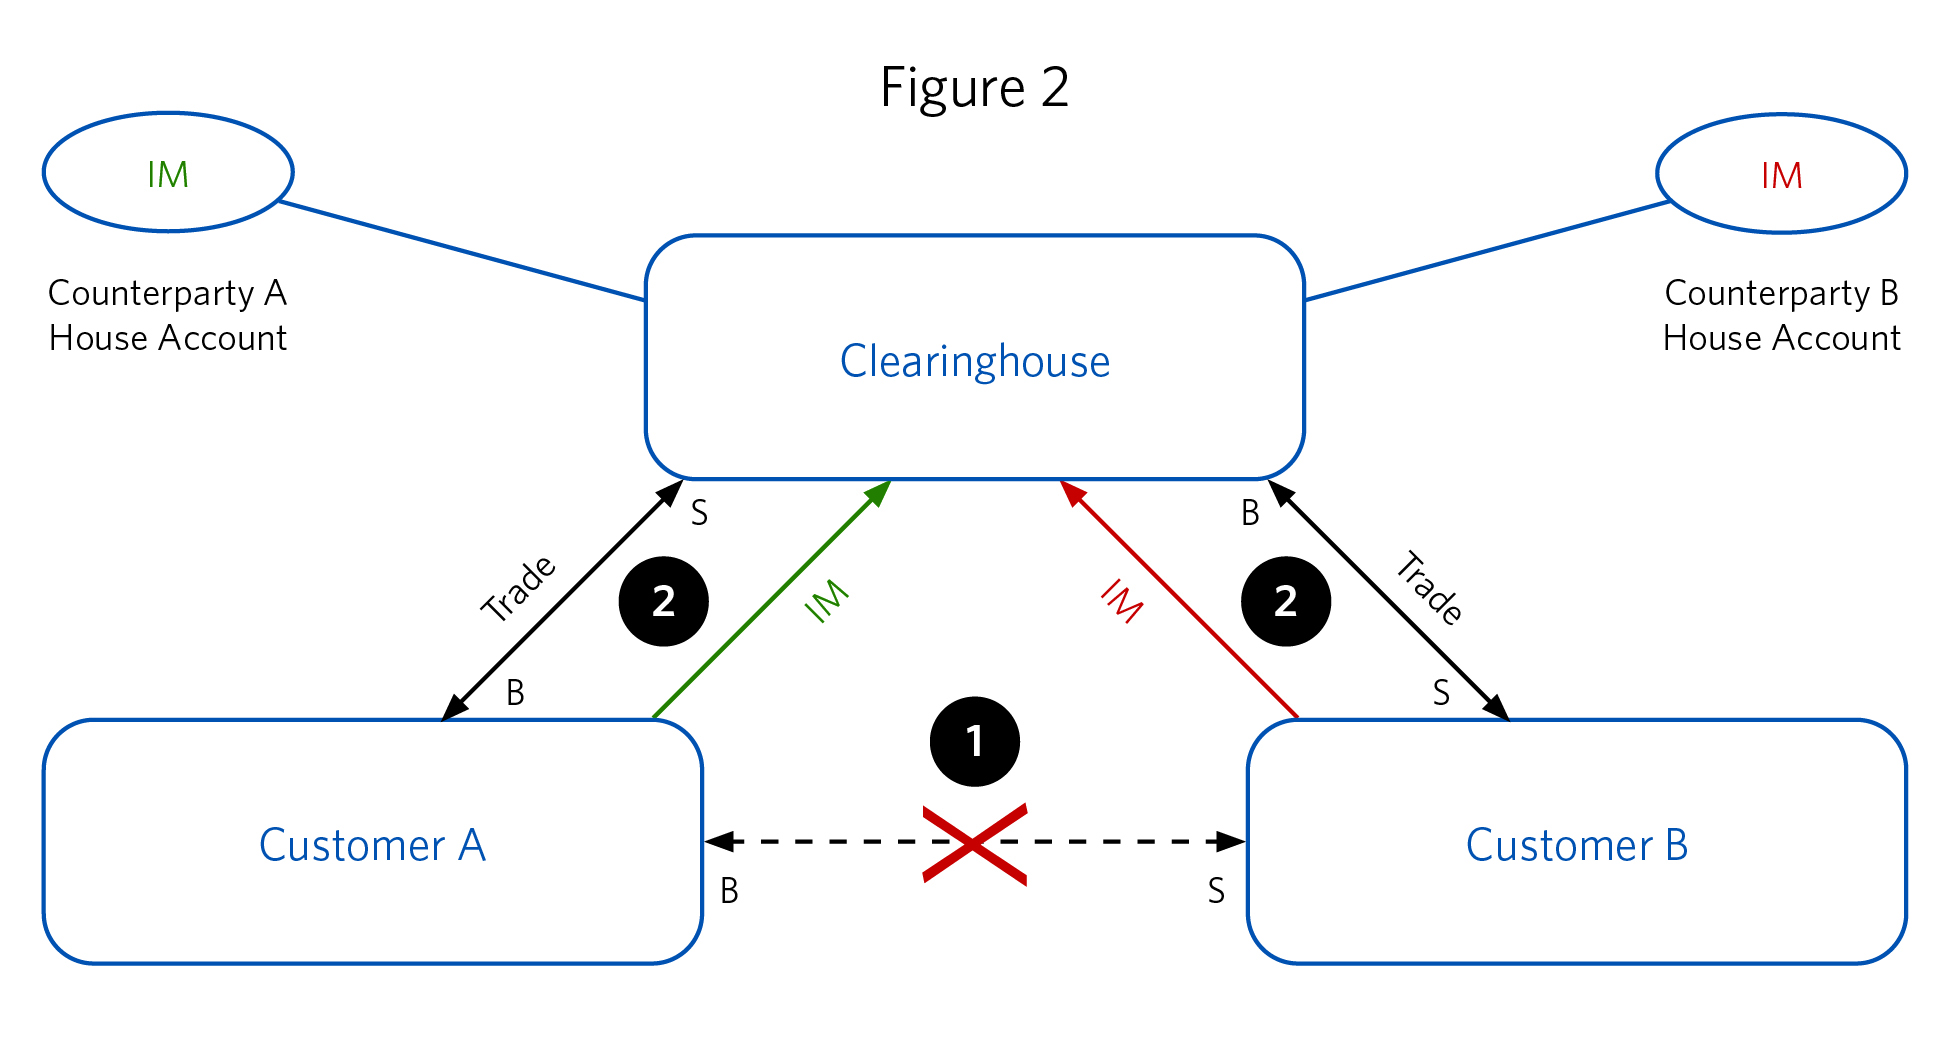 Figure 2
IM
IM
Counterparty A
House Account
Counterparty B
House Account
Clearinghouse
S
B
Trade
2
IM
IM
2
Trade
B
S
1
Customer A
Customer B
B
S